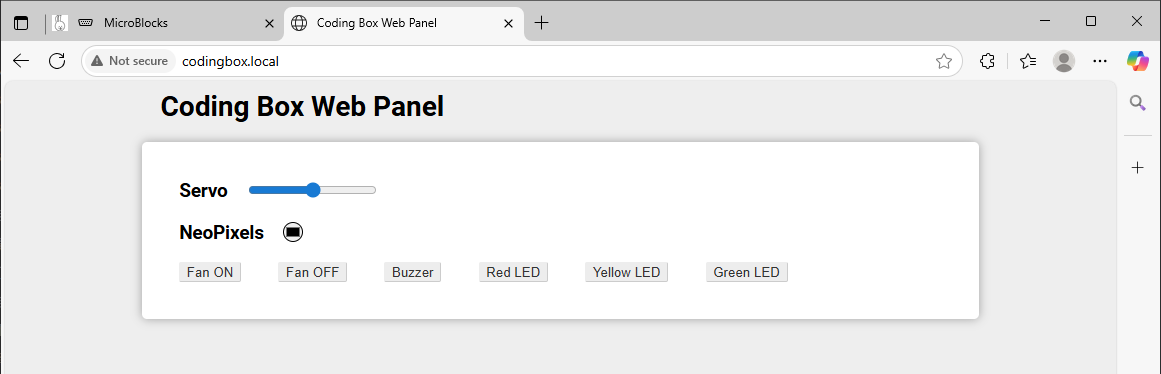 MicroBlocks
Coding Box Web Panel
Not secure
codingbox.local
Coding Box Web Panel
Servo
NeoPixels
Fan ON
Fan OFF
Buzzer
Red LED
Yellow LED
Green LED